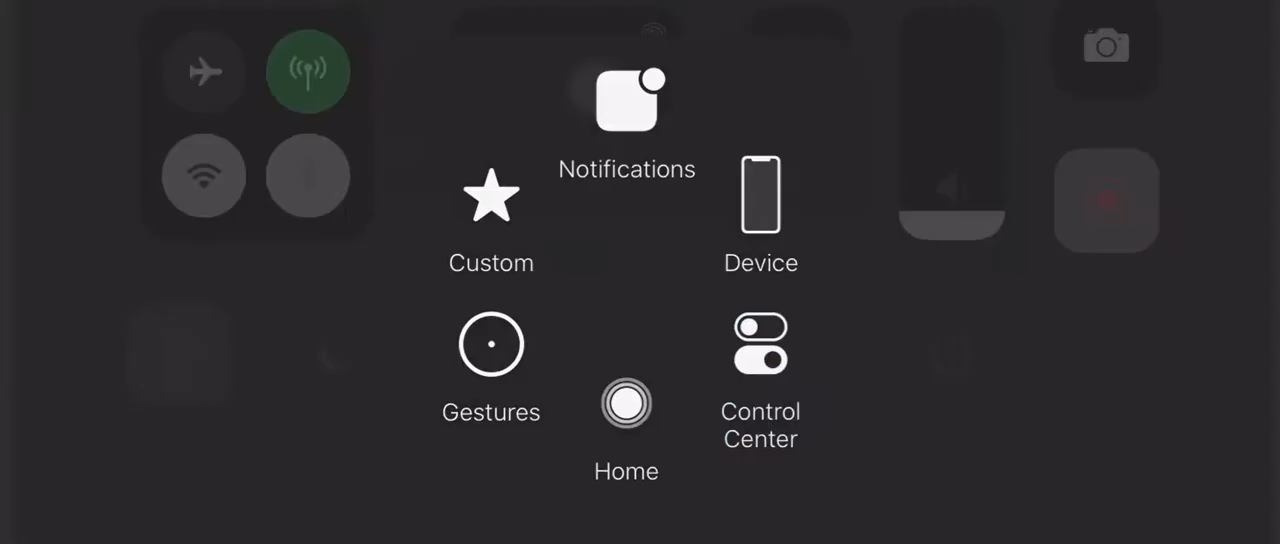 Notifications
Custom
Device
Gestures
Control
Center
Home